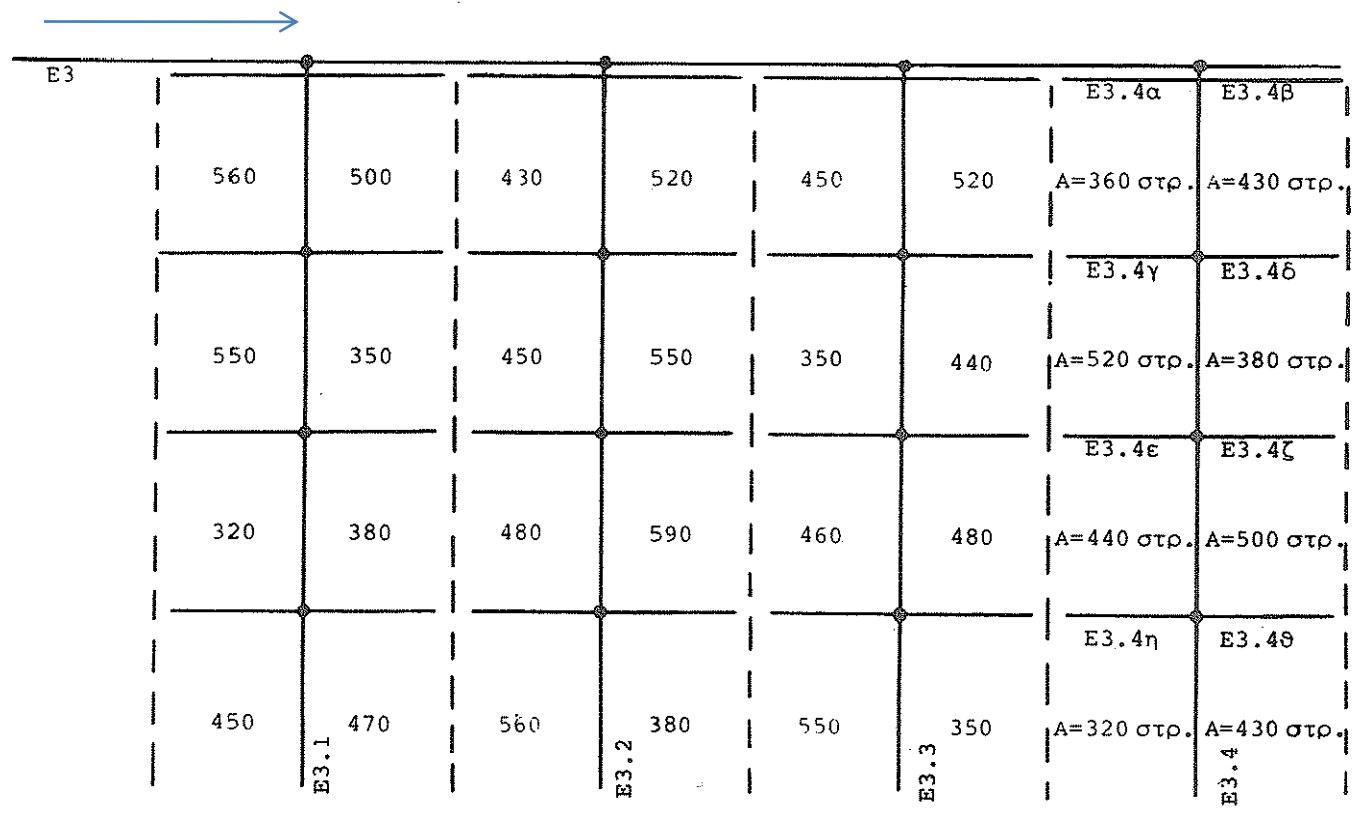 E3
E3.4α E3.4β
560 500 430 520 450 520 A=360 στρ. A=430 στρ.
E3.4γ E3.4δ
550 350 450 550 350 440 A=520 στρ. A=380 στρ.
E3.4ε E3.4ζ
320 380 480 590 460 480 A=440 στρ. A=500 στρ.
E3.4η E3.4θ
450 470 560 380 550 350 A=320 στρ. A=430 στρ.
E3.1 E3.2 E3.3 E3.4